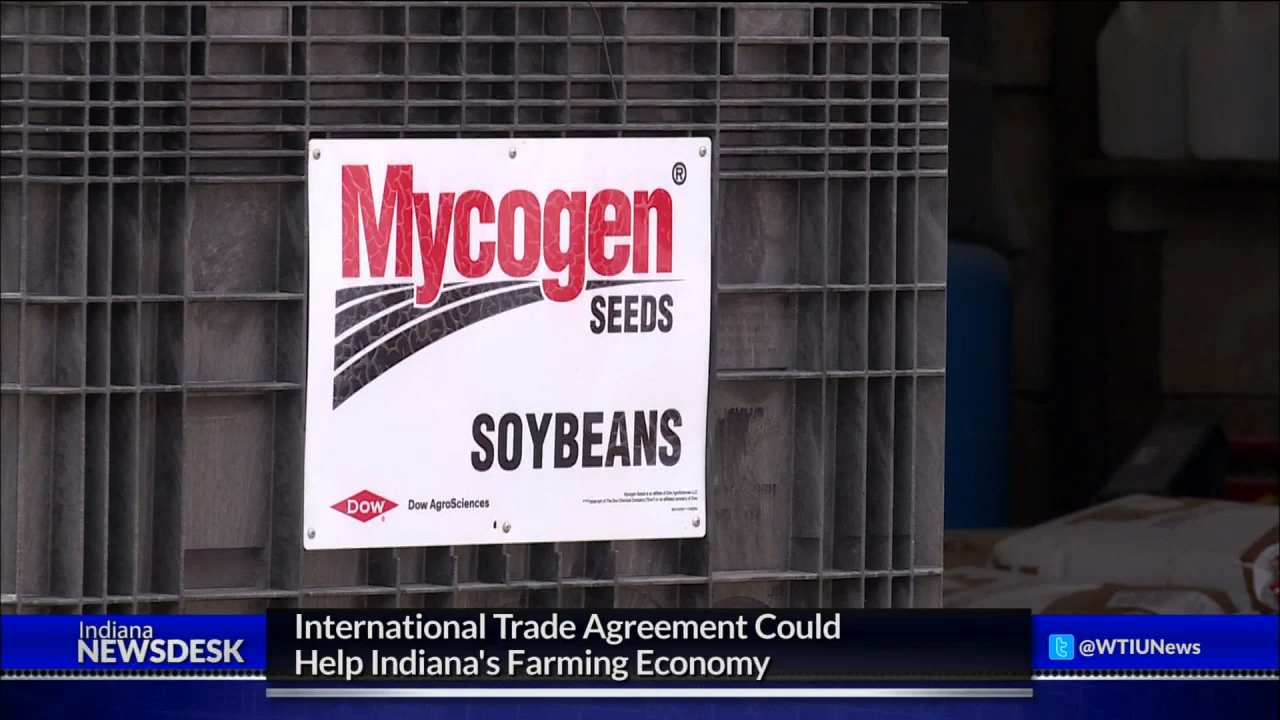 Mycogen®
SEEDS
SOYBEANS
DOW
Dow AgroSciences
Indiana
NEWSDESK
International Trade Agreement Could
Help Indiana's Farming Economy
@WTIUNews